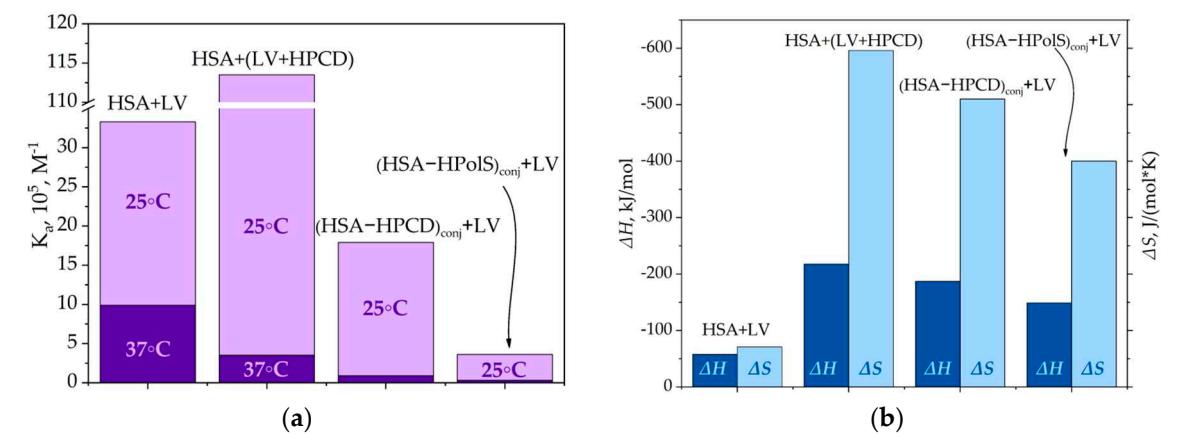 120
115
110
30
25
20
15
10
5
0
Kₐ, 10⁵, M⁻¹
HSA+LV
HSA+(LV+HPCD)
(HSA−HPolS)conj+LV
(HSA−HPCD)conj+LV
25◦C
25◦C
25◦C
25◦C
37◦C
37◦C
(a)
-600
-500
-400
-300
-200
-100
0
ΔH, kJ/mol
ΔS, J/(mol*K)
HSA+(LV+HPCD)
(HSA−HPolS)conj+LV
(HSA−HPCD)conj+LV
HSA+LV
ΔH ΔS ΔH ΔS ΔH ΔS ΔH ΔS
(b)